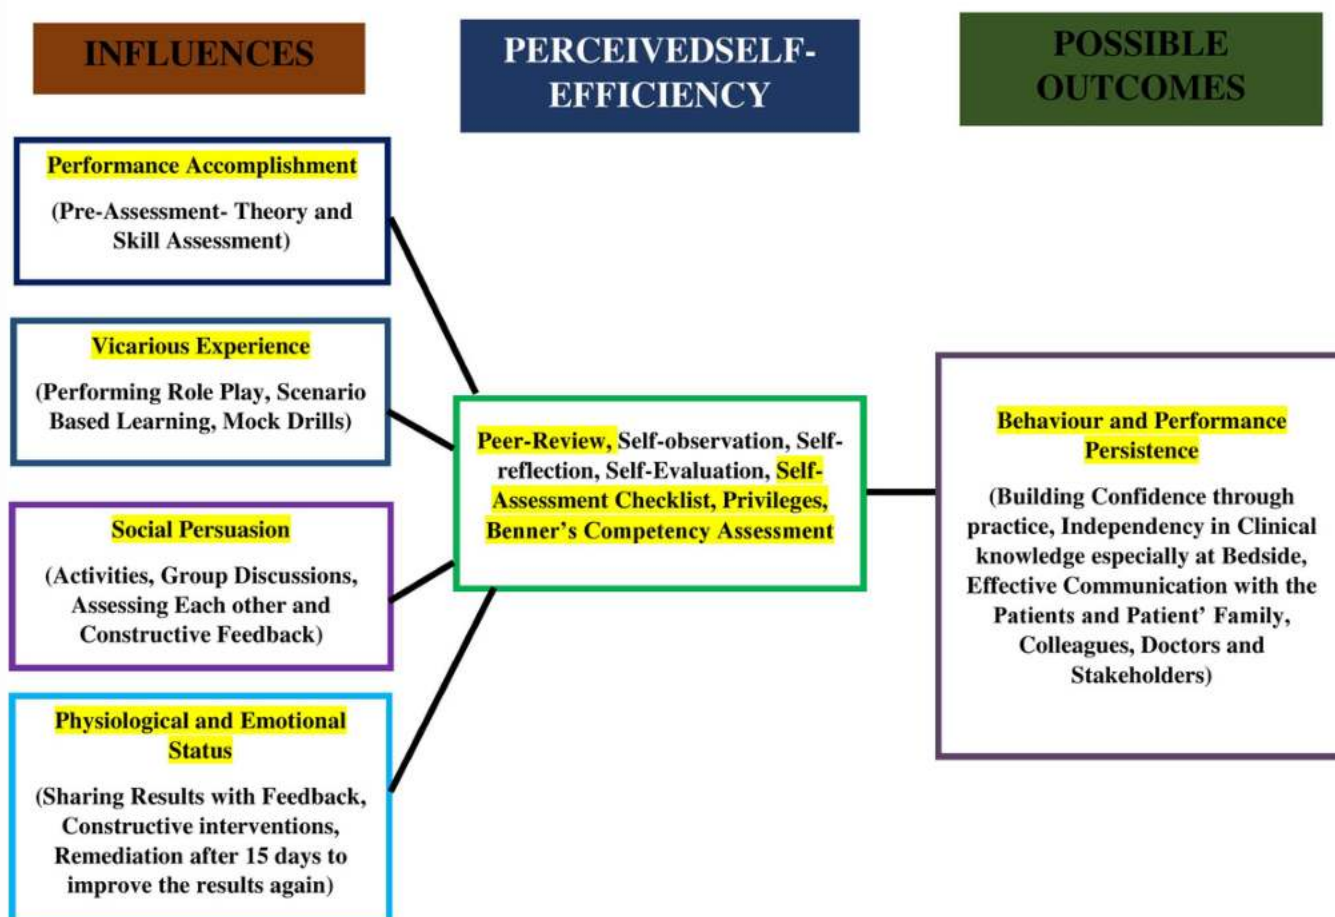 INFLUENCES
PERCEIVEDSELF-
EFFICIENCY
POSSIBLE
OUTCOMES
Performance Accomplishment
(Pre-Assessment- Theory and
Skill Assessment)
Vicarious Experience
(Performing Role Play, Scenario
Based Learning, Mock Drills)
Social Persuasion
(Activities, Group Discussions,
Assessing Each other and
Constructive Feedback)
Physiological and Emotional
Status
(Sharing Results with Feedback,
Constructive interventions,
Remediation after 15 days to
improve the results again)
Peer-Review, Self-observation, Self-
reflection, Self-Evaluation, Self-
Assessment Checklist, Privileges,
Benner’s Competency Assessment
Behaviour and Performance
Persistence
(Building Confidence through
practice, Independency in Clinical
knowledge especially at Bedside,
Effective Communication with the
Patients and Patient’ Family,
Colleagues, Doctors and
Stakeholders)